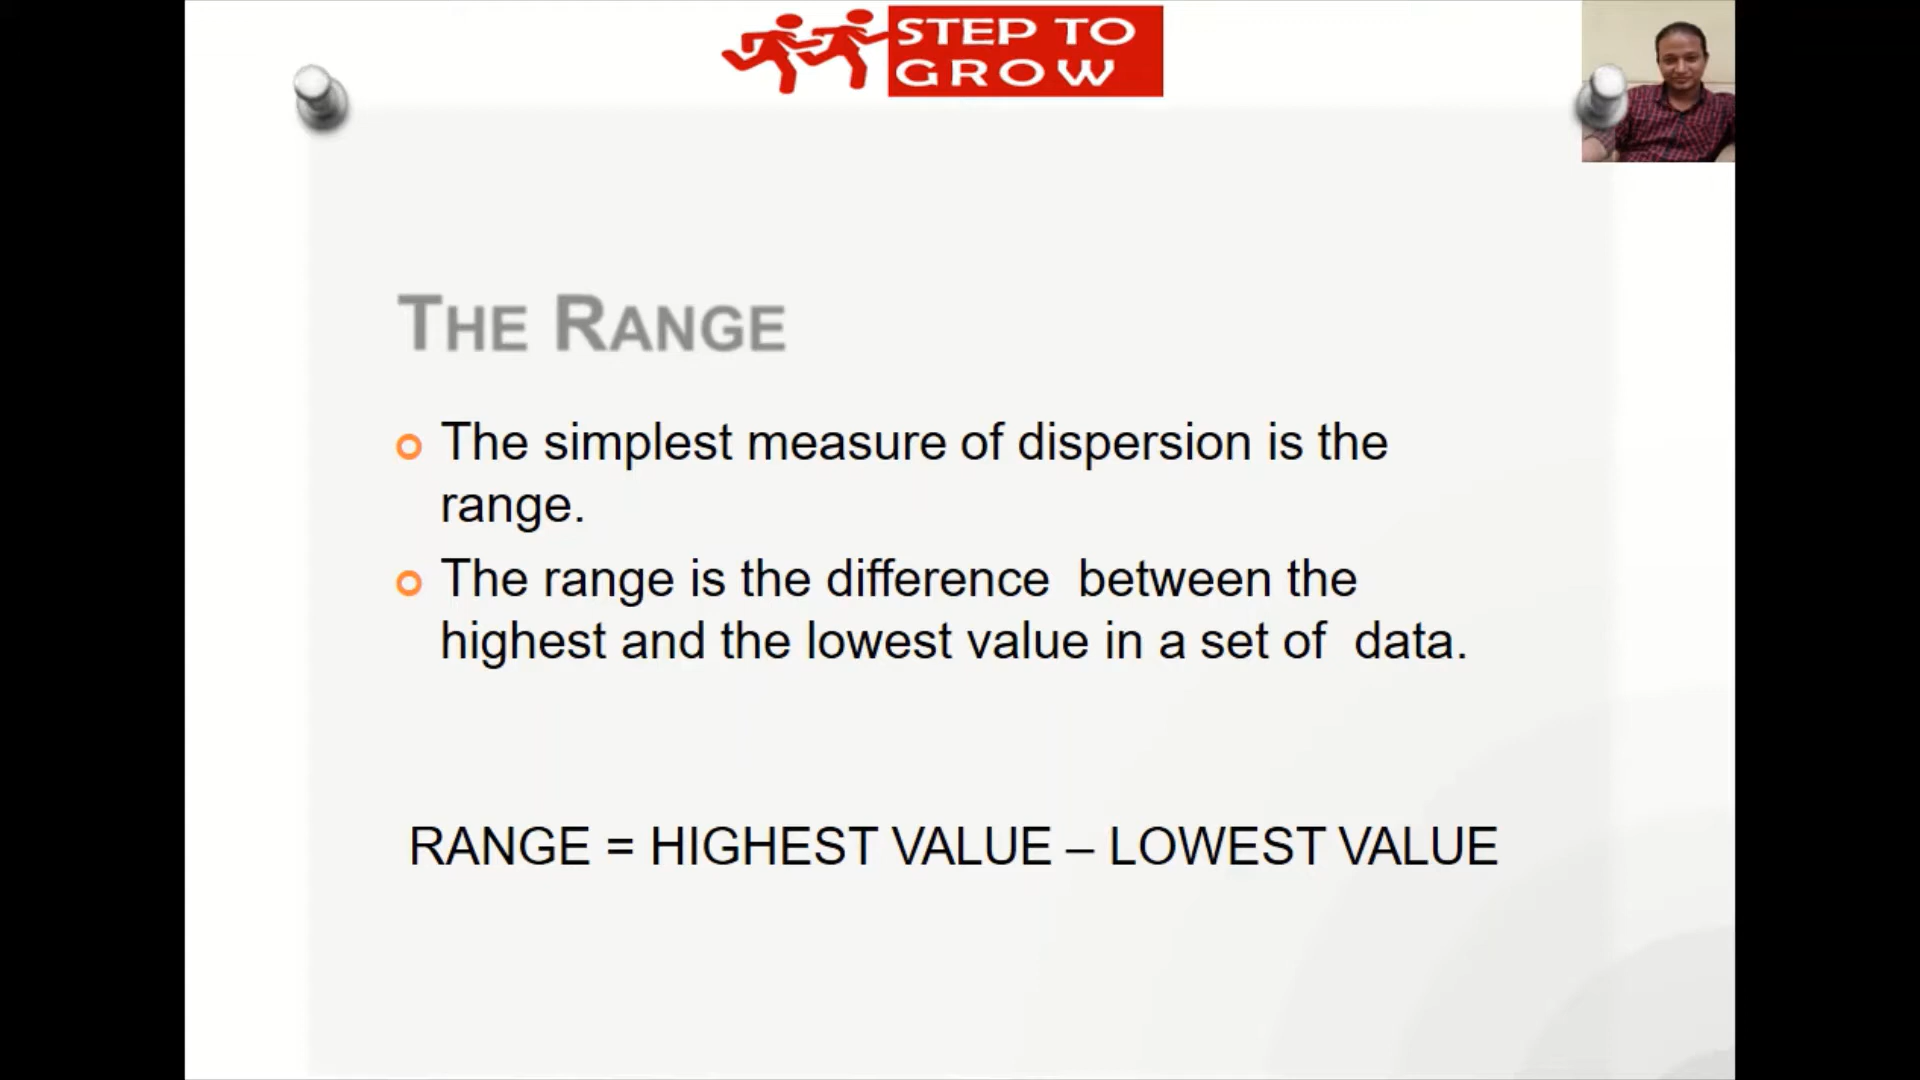 STEP TO
GROW
THE RANGE
The simplest measure of dispersion is the
range.
The range is the difference between the
highest and the lowest value in a set of data.
RANGE = HIGHEST VALUE – LOWEST VALUE